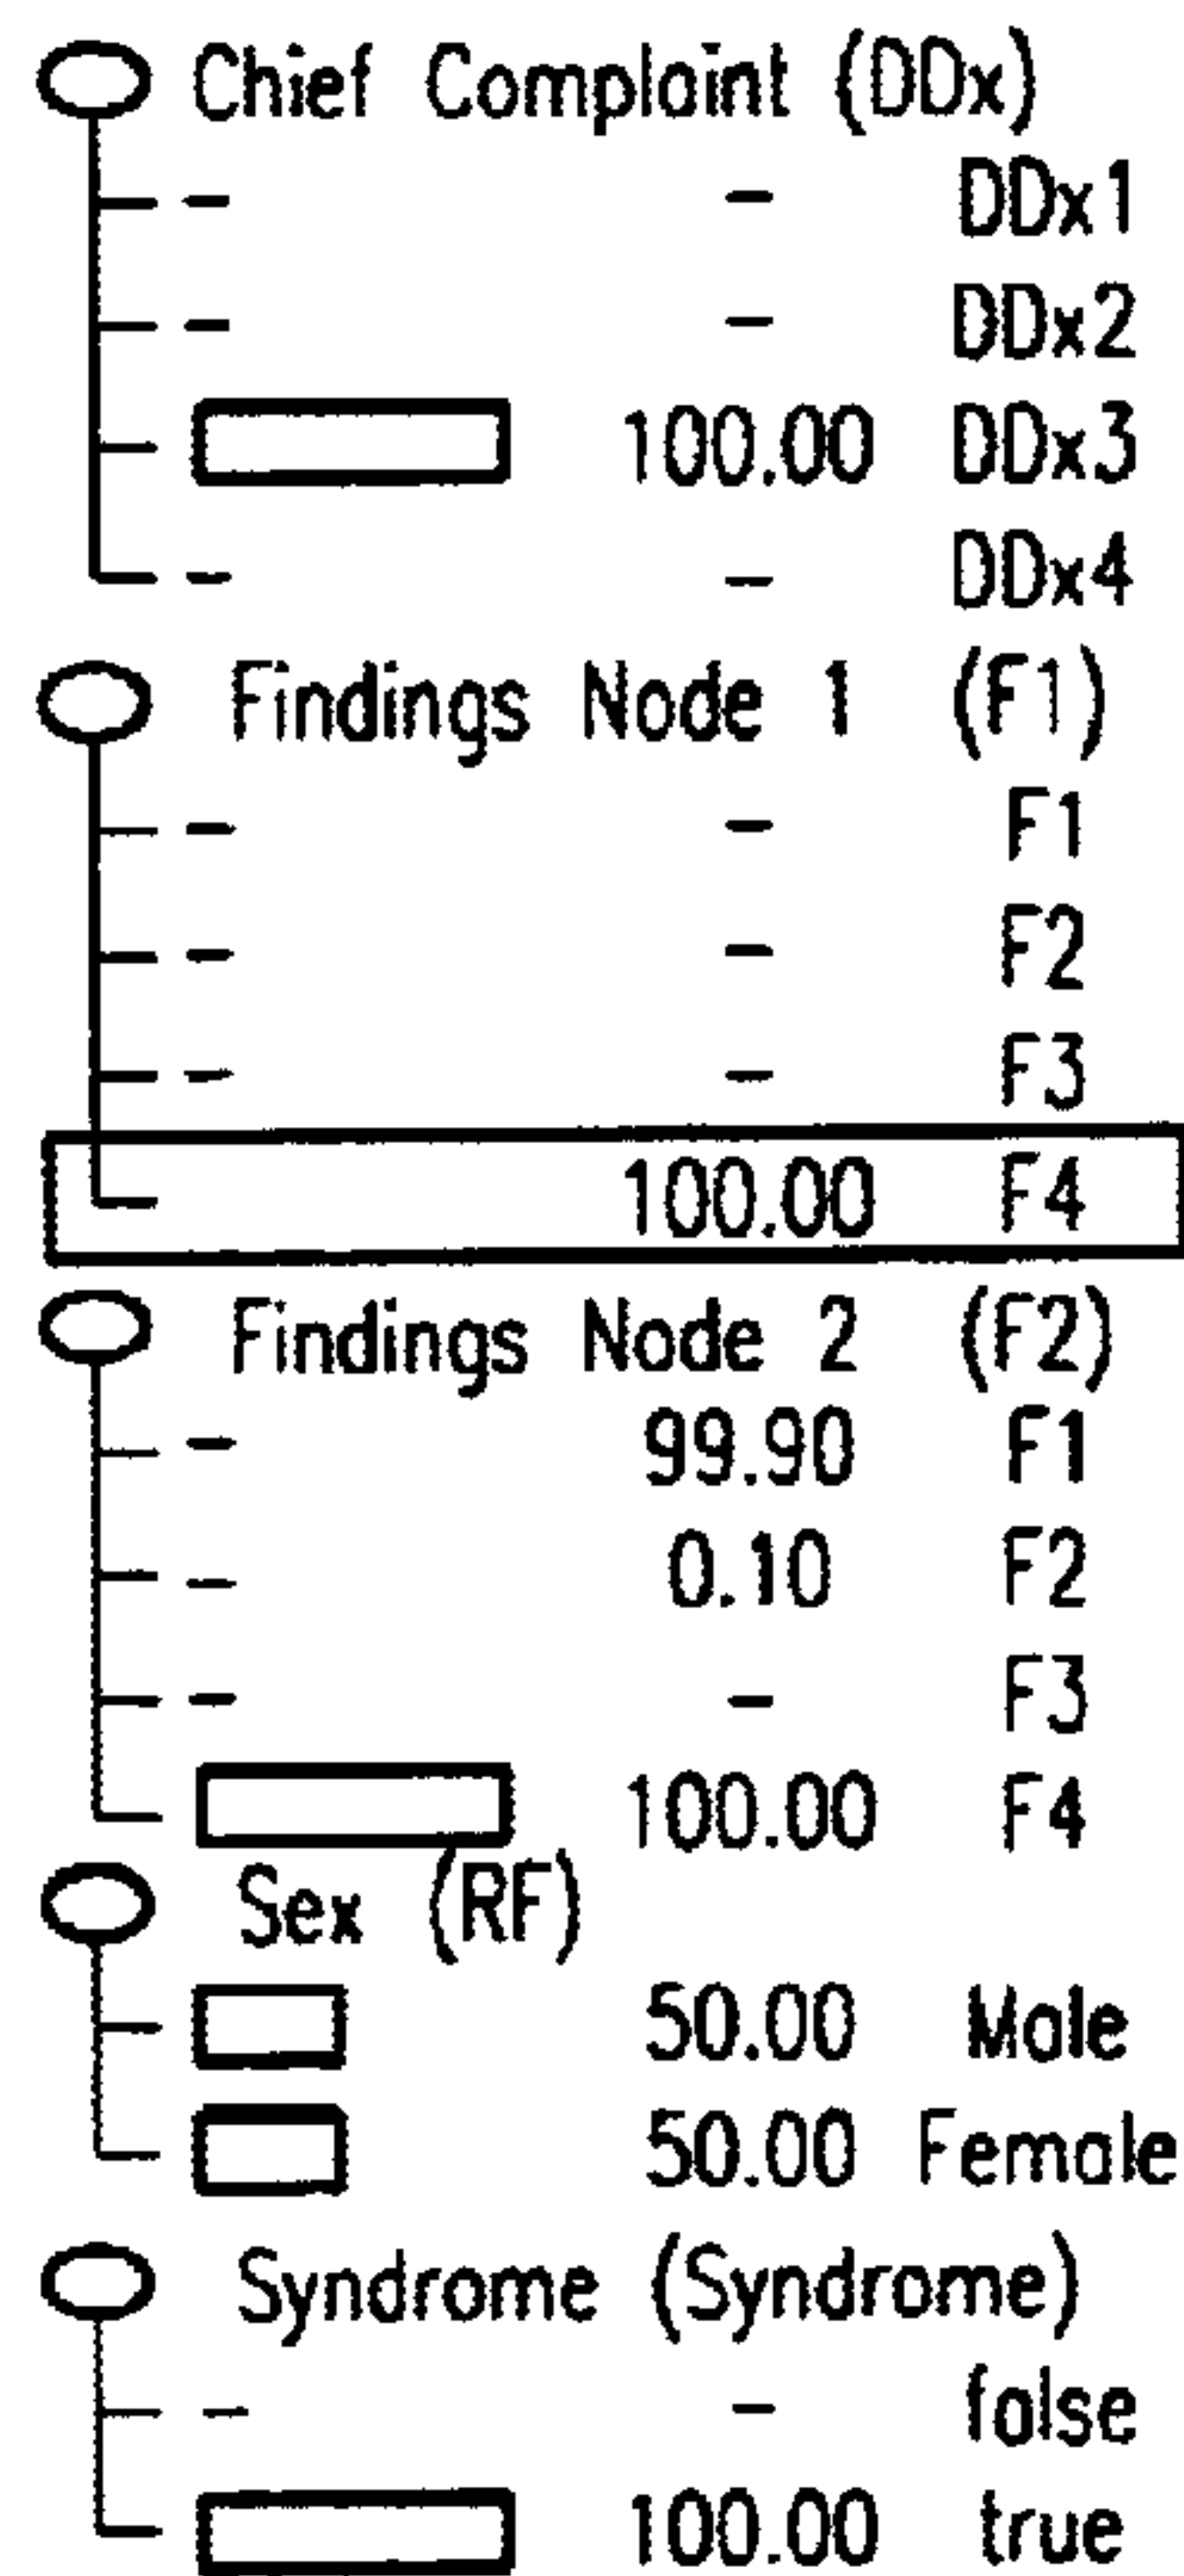 Chief Complaint (DDx)
- - DDx1
- - DDx2
100.00 DDx3
- - DDx4
Findings Node 1 (F1)
- - F1
- - F2
- - F3
100.00 F4
Findings Node 2 (F2)
- 99.90 F1
- 0.10 F2
- - F3
100.00 F4
Sex (RF)
50.00 Male
50.00 Female
Syndrome (Syndrome)
- - false
100.00 true